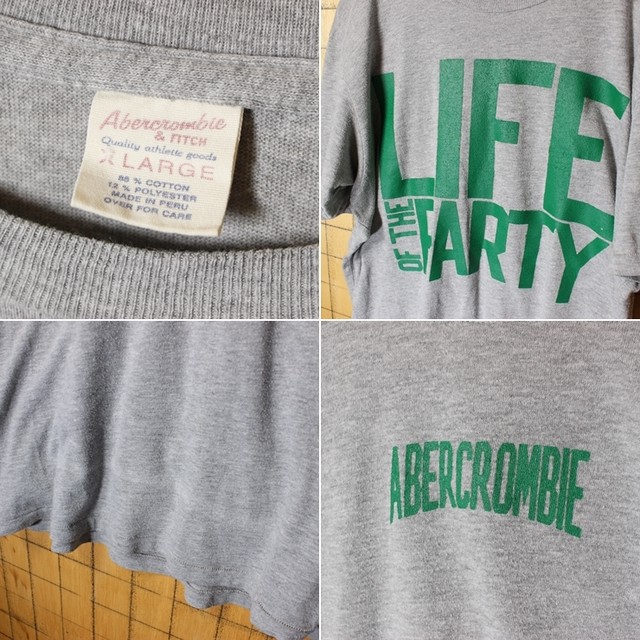 Abercrombie
& FITCH
Quality athletic goods
X LARGE
88 % COTTON
12 % POLYESTER
MADE IN PERU
OVER FOR CARE
LIFE
OF THE PARTY
ABERCROMBIE